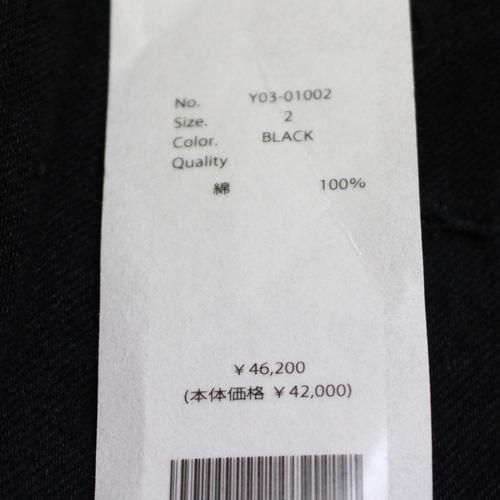 No. Y03-01002
Size. 2
Color. BLACK
Quality
綿 100%
¥46,200
(本体価格 ¥42,000)